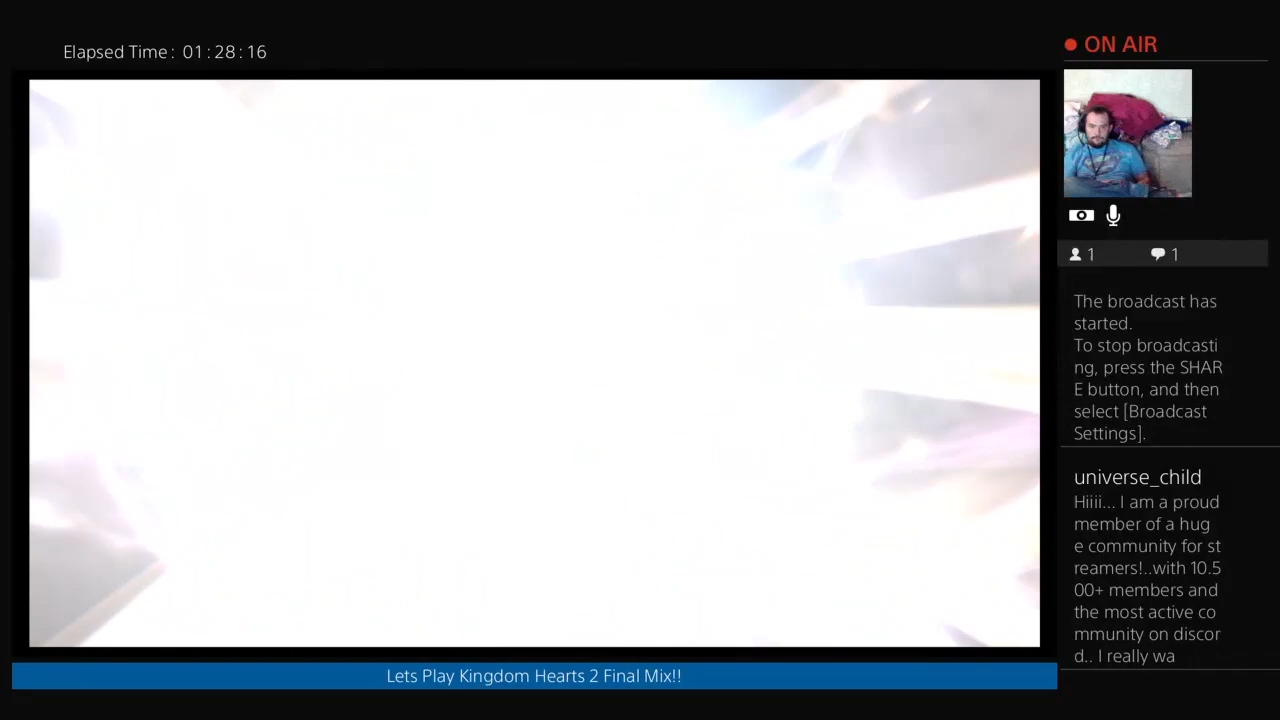 Elapsed Time: 01:28:16
ON AIR
1 1
The broadcast has
started.
To stop broadcasti
ng, press the SHAR
E button, and then
select [Broadcast
Settings].
universe_child
Hiiii... I am a proud
member of a hug
e community for st
reamers!..with 10.5
00+ members and
the most active co
mmunity on discor
d.. I really wa
Lets Play Kingdom Hearts 2 Final Mix!!